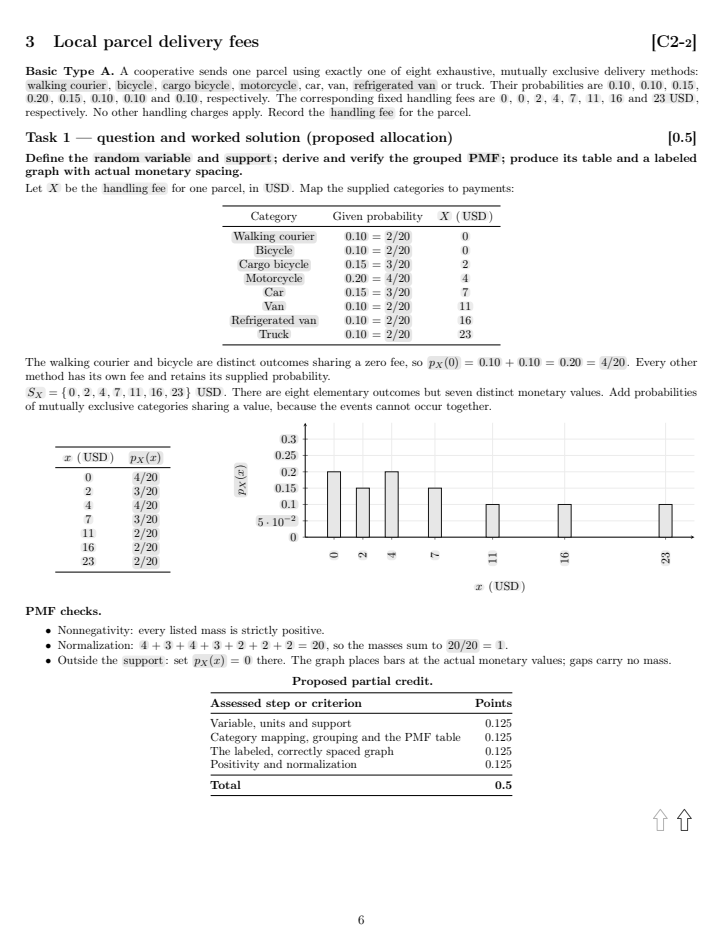 3 Local parcel delivery fees [C2-2]
Basic Type A. A cooperative sends one parcel using exactly one of eight exhaustive, mutually exclusive delivery methods:
walking courier, bicycle, cargo bicycle, motorcycle, car, van, refrigerated van or truck. Their probabilities are 0.10, 0.10, 0.15,
0.20, 0.15, 0.10, 0.10 and 0.10, respectively. The corresponding fixed handling fees are 0, 0, 2, 4, 7, 11, 16 and 23 USD,
respectively. No other handling charges apply. Record the handling fee for the parcel.
Task 1 — question and worked solution (proposed allocation) [0.5]
Define the random variable and support; derive and verify the grouped PMF; produce its table and a labeled
graph with actual monetary spacing.
Let X be the handling fee for one parcel, in USD. Map the supplied categories to payments:
Category Given probability X (USD)
Walking courier 0.10 = 2/20 0
Bicycle 0.10 = 2/20 0
Cargo bicycle 0.15 = 3/20 2
Motorcycle 0.20 = 4/20 4
Car 0.15 = 3/20 7
Van 0.10 = 2/20 11
Refrigerated van 0.10 = 2/20 16
Truck 0.10 = 2/20 23
The walking courier and bicycle are distinct outcomes sharing a zero fee, so p_X(0) = 0.10 + 0.10 = 0.20 = 4/20. Every other
method has its own fee and retains its supplied probability.
S_X = {0, 2, 4, 7, 11, 16, 23} USD. There are eight elementary outcomes but seven distinct monetary values. Add probabilities
of mutually exclusive categories sharing a value, because the events cannot occur together.
x (USD) p_X(x)
0 4/20
2 3/20
4 4/20
7 3/20
11 2/20
16 2/20
23 2/20
p_X(x)
0.3
0.25
0.2
0.15
0.1
5 · 10⁻²
0
0 2 4 7 11 16 23
x (USD)
PMF checks.
• Nonnegativity: every listed mass is strictly positive.
• Normalization: 4 + 3 + 4 + 3 + 2 + 2 + 2 = 20, so the masses sum to 20/20 = 1.
• Outside the support: set p_X(x) = 0 there. The graph places bars at the actual monetary values; gaps carry no mass.
Proposed partial credit.
Assessed step or criterion Points
Variable, units and support 0.125
Category mapping, grouping and the PMF table 0.125
The labeled, correctly spaced graph 0.125
Positivity and normalization 0.125
Total 0.5
6